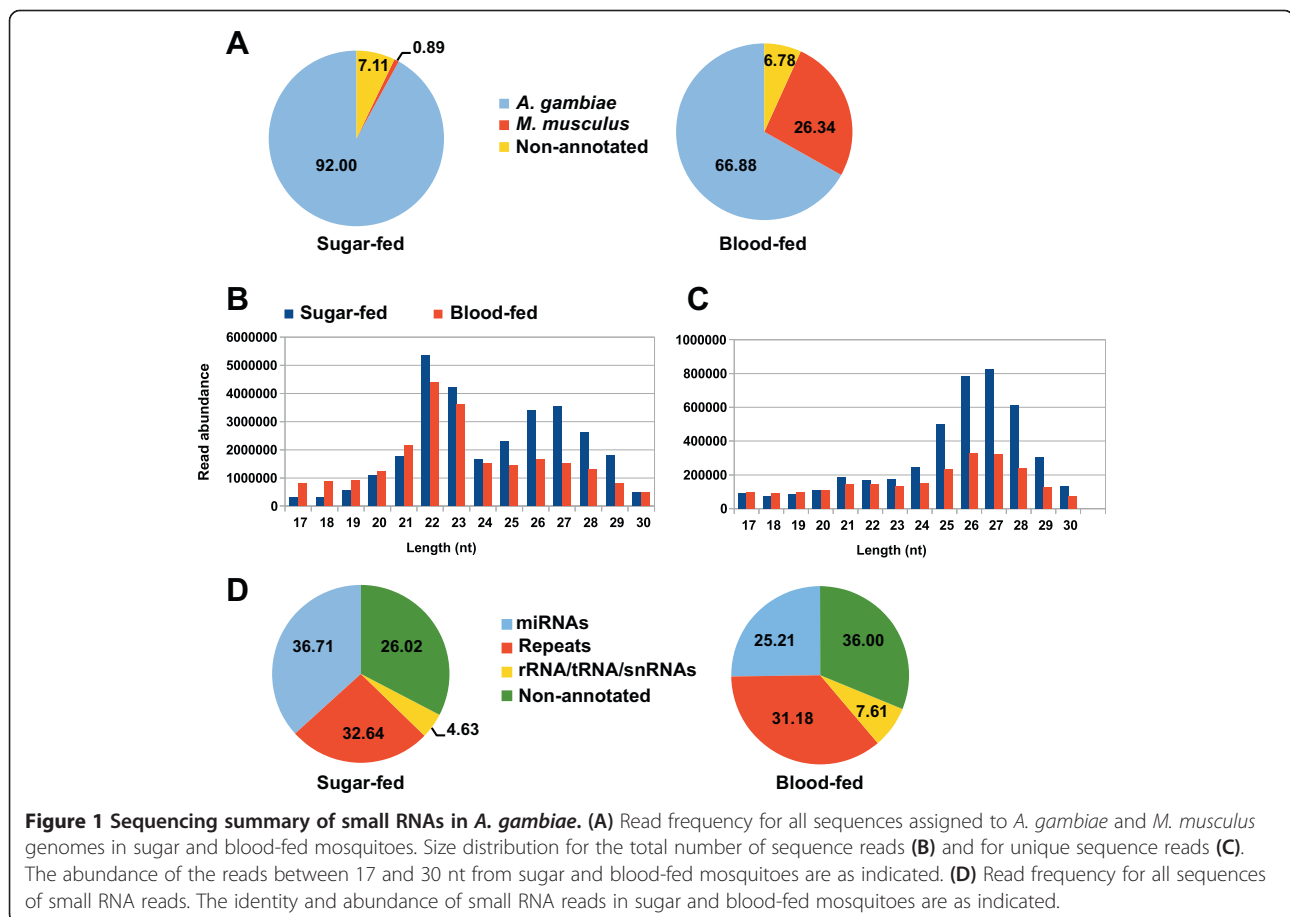 A
7.11
0.89
92.00
Sugar-fed
A. gambiae
M. musculus
Non-annotated
6.78
26.34
66.88
Blood-fed
B
Sugar-fed
Blood-fed
Read abundance
6000000
5000000
4000000
3000000
2000000
1000000
0
17 18 19 20 21 22 23 24 25 26 27 28 29 30
Length (nt)
C
1000000
800000
600000
400000
200000
0
17 18 19 20 21 22 23 24 25 26 27 28 29 30
Length (nt)
D
36.71
26.02
4.63
32.64
Sugar-fed
miRNAs
Repeats
rRNA/tRNA/snRNAs
Non-annotated
25.21
36.00
7.61
31.18
Blood-fed
Figure 1 Sequencing summary of small RNAs in A. gambiae. (A) Read frequency for all sequences assigned to A. gambiae and M. musculus
genomes in sugar and blood-fed mosquitoes. Size distribution for the total number of sequence reads (B) and for unique sequence reads (C).
The abundance of the reads between 17 and 30 nt from sugar and blood-fed mosquitoes are as indicated. (D) Read frequency for all sequences
of small RNA reads. The identity and abundance of small RNA reads in sugar and blood-fed mosquitoes are as indicated.